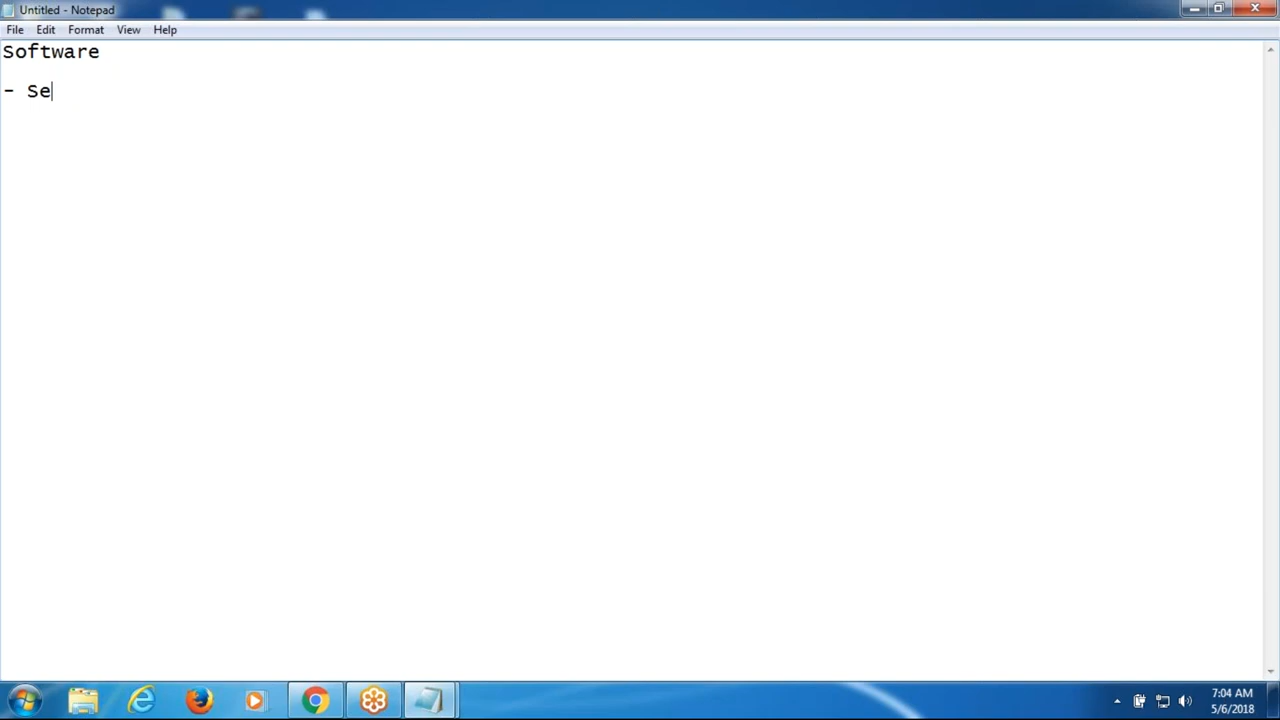 Untitled - Notepad
File Edit Format View Help
Software
- Se
7:04 AM
5/6/2018